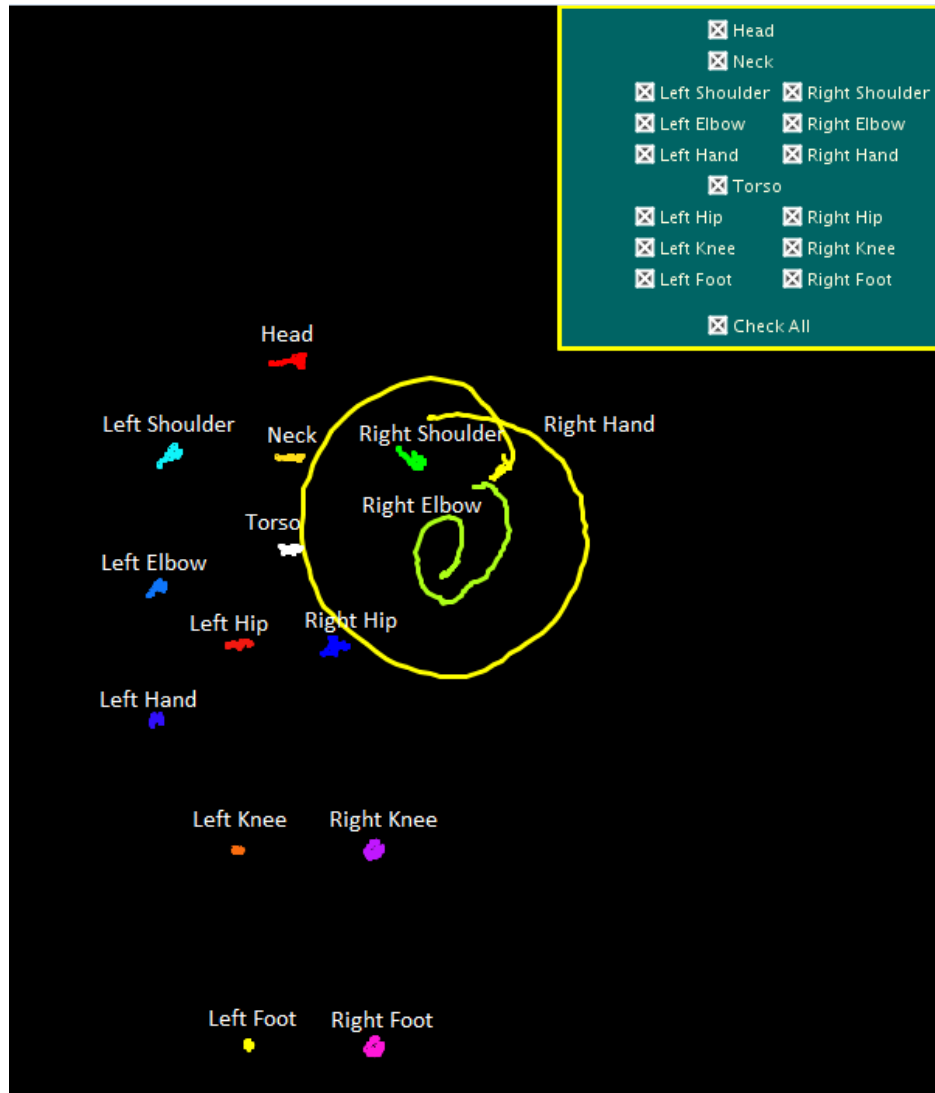 Head
Neck
Left Shoulder Right Shoulder
Left Elbow Right Elbow
Left Hand Right Hand
Torso
Left Hip Right Hip
Left Knee Right Knee
Left Foot Right Foot
Check All
Head
Left Shoulder
Neck
Right Shoulder
Right Hand
Right Elbow
Torso
Left Elbow
Left Hip
Right Hip
Left Hand
Left Knee
Right Knee
Left Foot
Right Foot